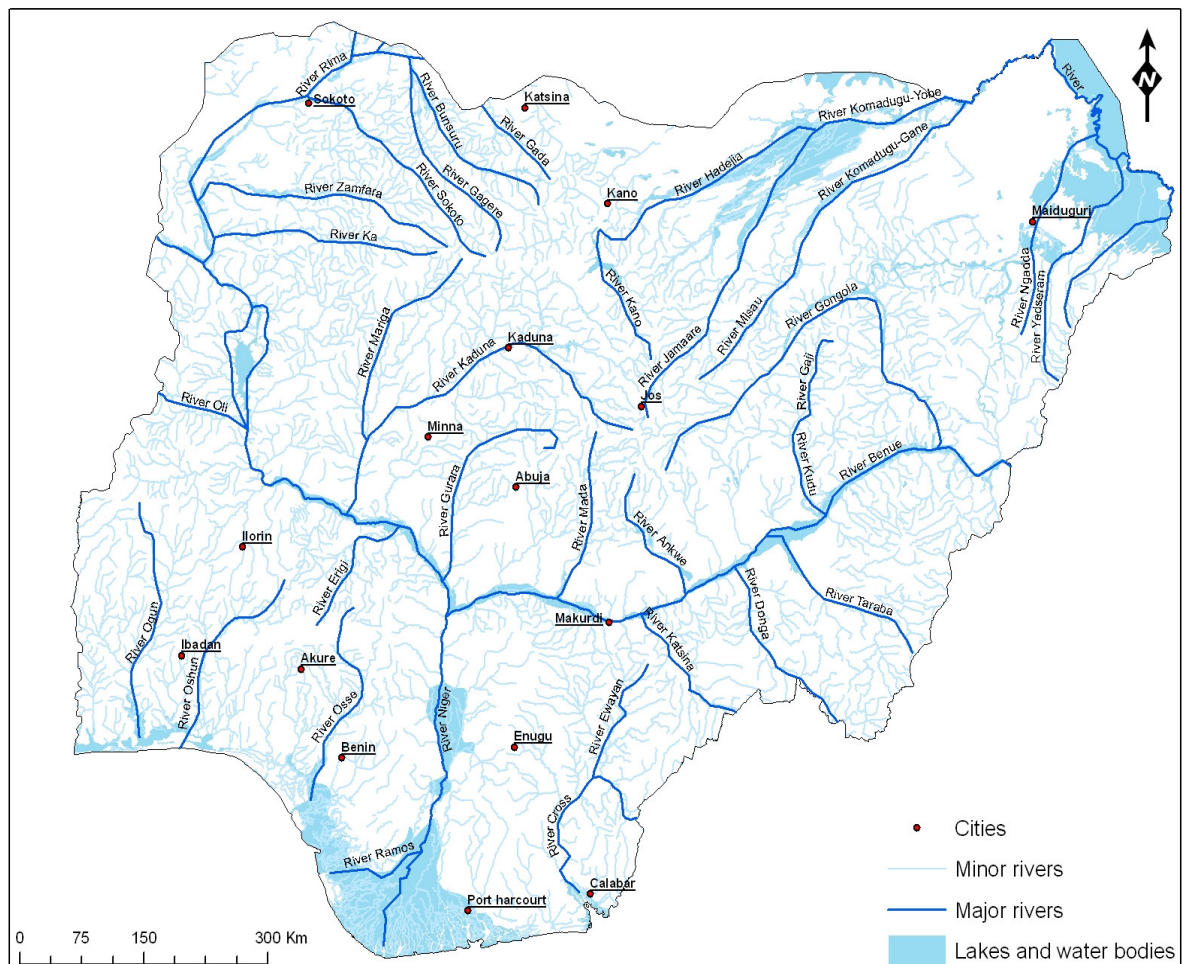 River Rima
Sokoto
River Bunsuru
Katsina
River Gada
River Gagere
River Sokoto
River Zamfara
River Ka
River Komadugu-Yobe
River
River Hadelia
River Komadugu-Gane
Kano
River Kano
Maiduguri
River Ngadda
River Yedseram
River Mariga
River Kaduna
Kaduna
River Jamaare
River Misau
River Gongola
River Gaji
River Oli
Minna
Jos
River Gurara
Abuja
River Mada
River Kudu
River Benue
Ilorin
River Erigi
River Ankwe
River Ogun
Ibadan
River Oshun
Akure
River Osse
Makurdi
River Katsina
River Donga
River Taraba
River Niger
Enugu
River Ewayan
Benin
River Cross
River Ramos
Port harcourt
Calabar
N
Cities
Minor rivers
Major rivers
Lakes and water bodies
0 75 150 300 Km